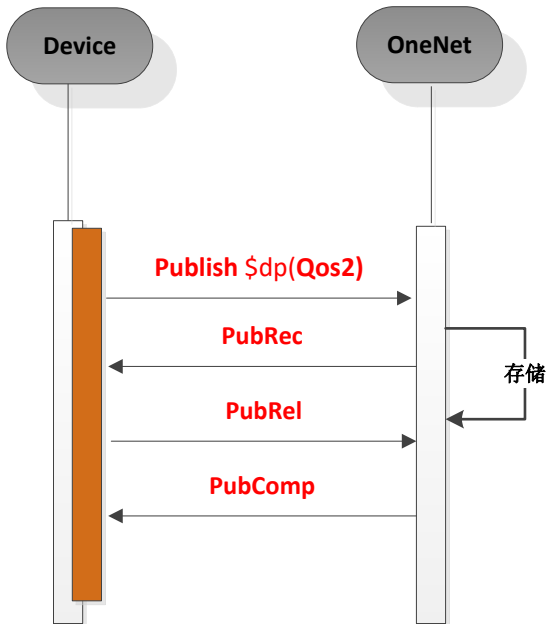 Device
OneNet
Publish $dp(Qos2)
PubRec
存储
PubRel
PubComp